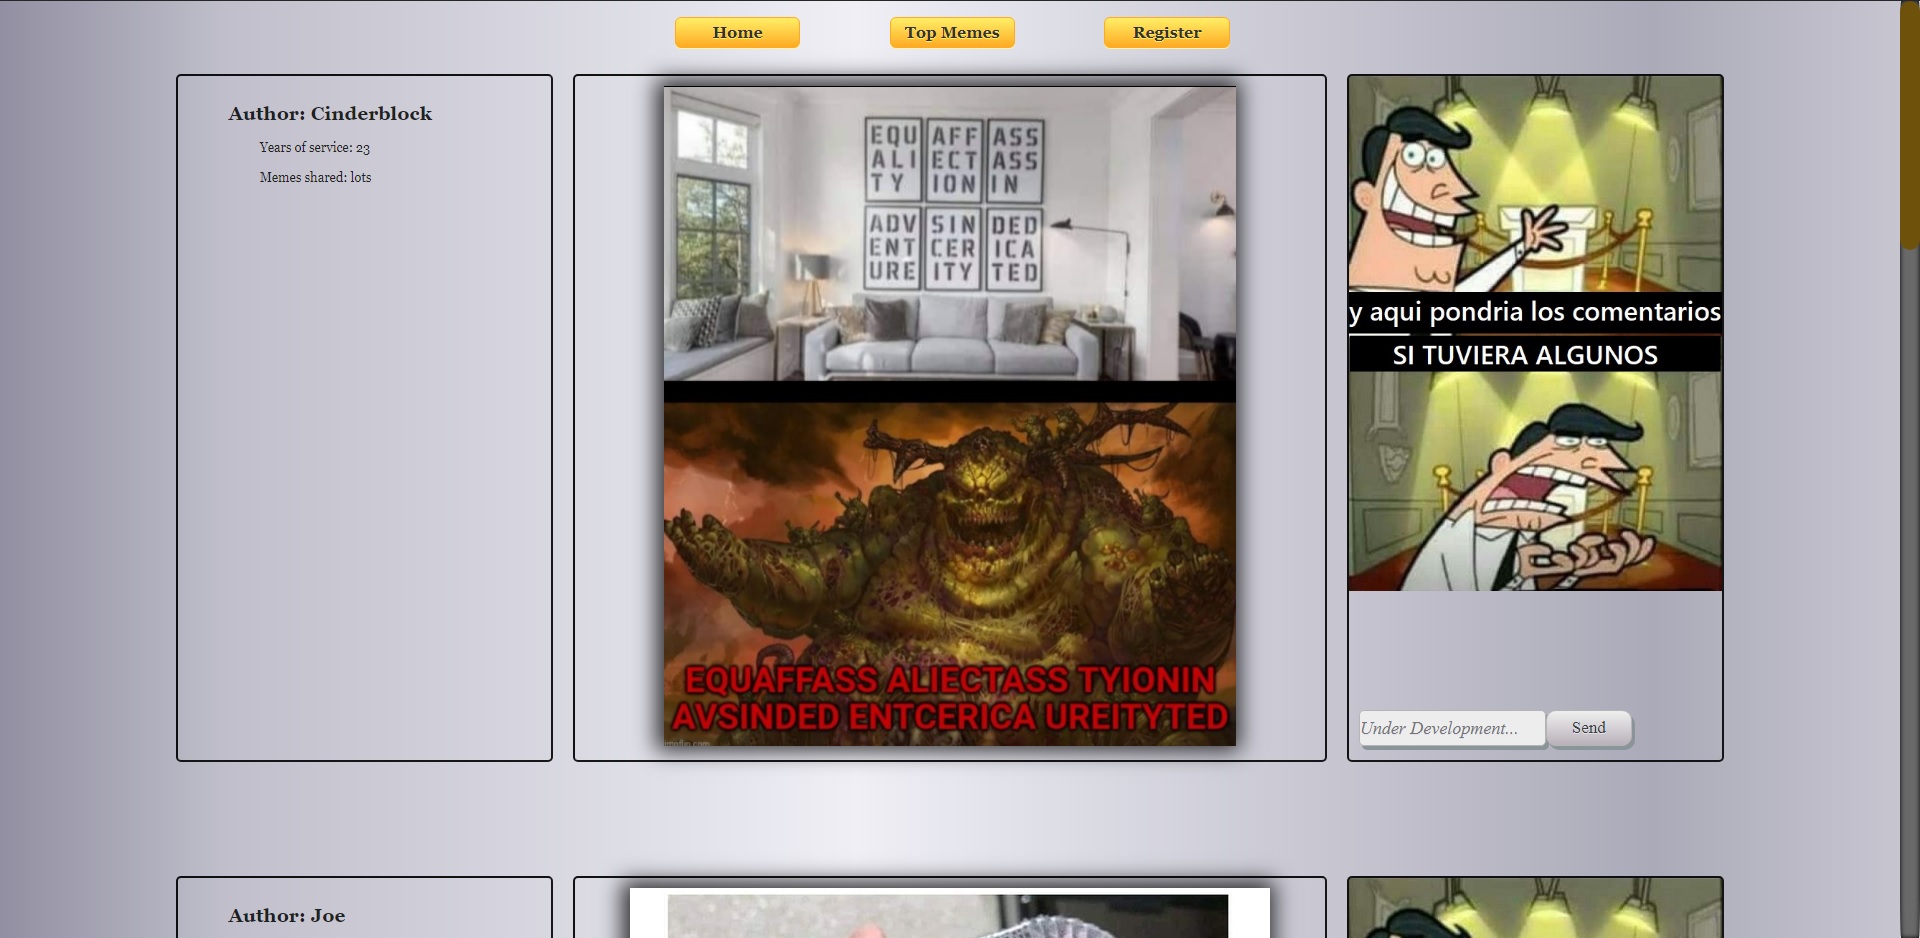 Home
Top Memes
Register
Author: Cinderblock
Years of service: 23
Memes shared: lots
EQU
ALI
TY
AFF
ECT
ION
ASS
ASS
IN
ADV
ENT
URE
SIN
CER
ITY
DED
ICA
TED
EQUAFFASS ALIECTASS TYIONIN
AVSINDED ENTCERICA UREITYTED
imgflip.com
y aqui pondria los comentarios
SI TUVIERA ALGUNOS
Under Development...
Send
Author: Joe